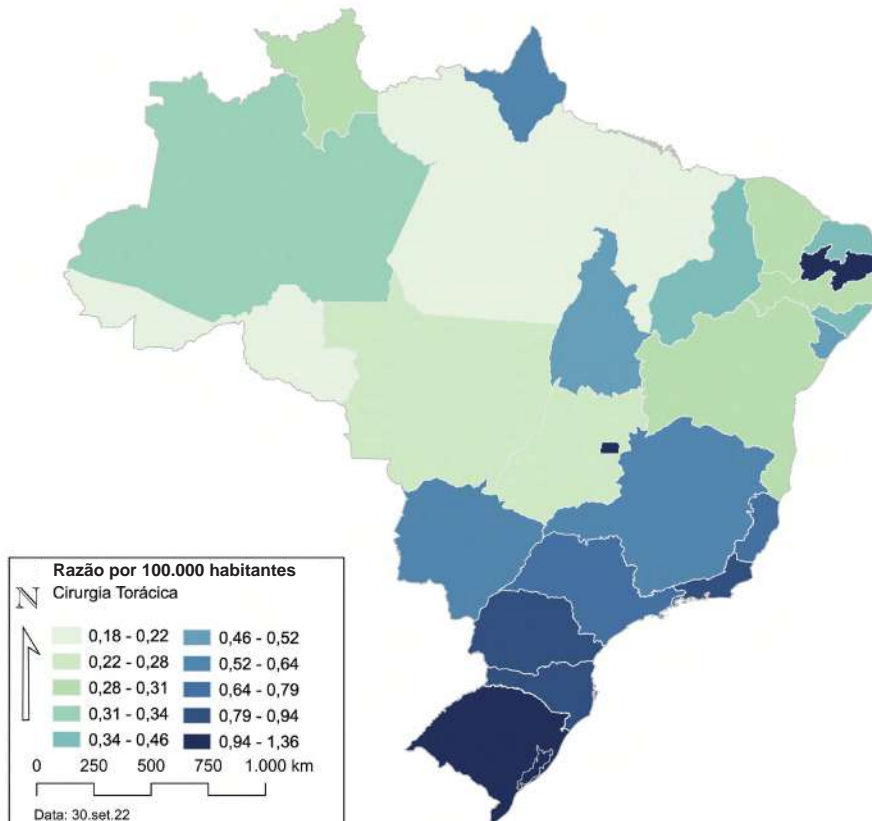 Razão por 100.000 habitantes
N Cirurgia Torácica
0,18 - 0,22
0,22 - 0,28
0,28 - 0,31
0,31 - 0,34
0,34 - 0,46
0,46 - 0,52
0,52 - 0,64
0,64 - 0,79
0,79 - 0,94
0,94 - 1,36
0 250 500 750 1.000 km
Data: 30.set.22